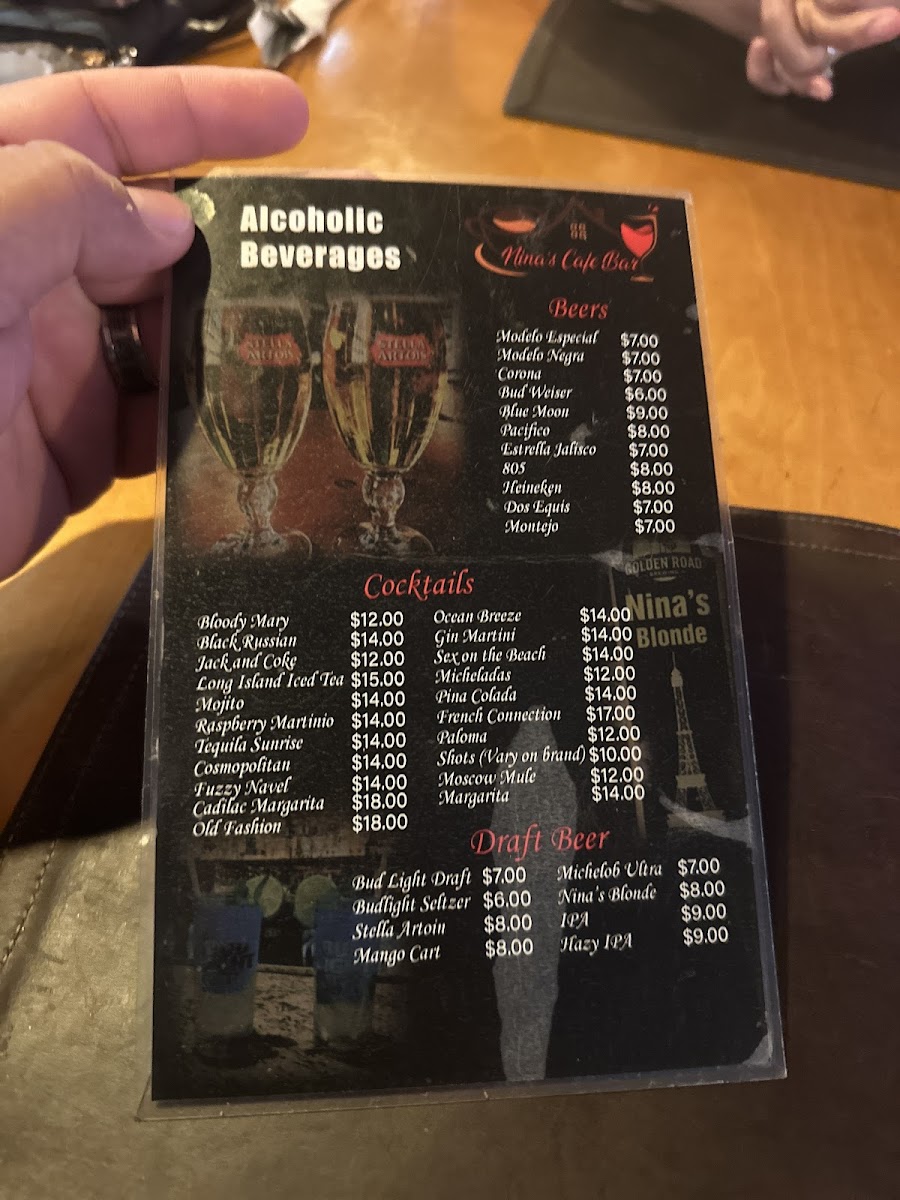 Alcoholic
Beverages
Nina's Cafe Bar
STELLA
ARTOIS
STELLA
ARTOIS
Beers
Modelo Especial $7.00
Modelo Negra $7.00
Corona $7.00
Bud Weiser $6.00
Blue Moon $9.00
Pacifico $8.00
Estrella Jalisco $7.00
805 $8.00
Heineken $8.00
Dos Equis $7.00
Montejo $7.00
GOLDEN ROAD
Nina's
Blonde
Cocktails
Bloody Mary $12.00
Black Russian $14.00
Jack and Coke $12.00
Long Island Iced Tea $15.00
Mojito $14.00
Raspberry Martinio $14.00
Tequila Sunrise $14.00
Cosmopolitan $14.00
Fuzzy Navel $14.00
Cadilac Margarita $18.00
Old Fashion $18.00
Ocean Breeze $14.00
Gin Martini $14.00
Sex on the Beach $14.00
Micheladas $12.00
Pina Colada $14.00
French Connection $17.00
Paloma $12.00
Shots (Vary on brand) $10.00
Moscow Mule $12.00
Margarita $14.00
Draft Beer
Bud Light Draft $7.00
Budlight Seltzer $6.00
Stella Artoin $8.00
Mango Cart $8.00
Michelob Ultra $7.00
Nina's Blonde $8.00
IPA $9.00
Hazy IPA $9.00